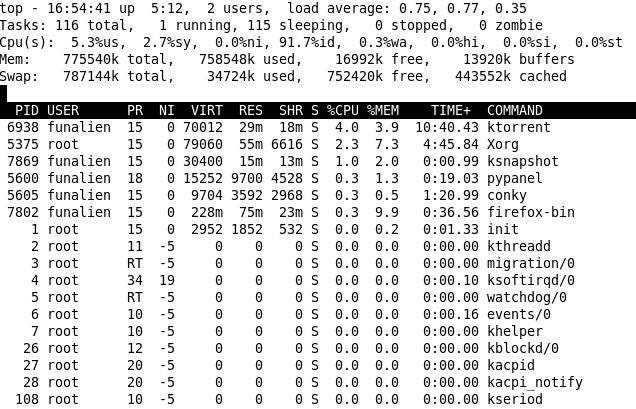 top - 16:54:41 up  5:12,  2 users,  load average: 0.75, 0.77, 0.35
Tasks: 116 total,   1 running, 115 sleeping,   0 stopped,   0 zombie
Cpu(s):  5.3%us,  2.7%sy,  0.0%ni, 91.7%id,  0.3%wa,  0.0%hi,  0.0%si,  0.0%st
Mem:    775540k total,   758548k used,    16992k free,    13920k buffers
Swap:   787144k total,    34724k used,   752420k free,   443552k cached
  PID USER      PR  NI  VIRT  RES  SHR S %CPU %MEM    TIME+  COMMAND
 6938 funalien  15   0 70012  29m  18m S  4.0  3.9  10:40.43 ktorrent
 5375 root      15   0 79060  55m 6616 S  2.3  7.3   4:45.84 Xorg
 7869 funalien  15   0 30400  15m  13m S  1.0  2.0   0:00.99 ksnapshot
 5600 funalien  18   0 15252 9700 4528 S  0.3  1.3   0:19.03 pypanel
 5605 funalien  15   0  9704 3592 2968 S  0.3  0.5   1:20.99 conky
 7802 funalien  15   0  228m  75m  23m S  0.3  9.9   0:36.56 firefox-bin
    1 root      15   0  2952 1852  532 S  0.0  0.2   0:01.33 init
    2 root      11  -5     0    0    0 S  0.0  0.0   0:00.00 kthreadd
    3 root      RT  -5     0    0    0 S  0.0  0.0   0:00.00 migration/0
    4 root      34  19     0    0    0 S  0.0  0.0   0:00.10 ksoftirqd/0
    5 root      RT  -5     0    0    0 S  0.0  0.0   0:00.00 watchdog/0
    6 root      10  -5     0    0    0 S  0.0  0.0   0:00.16 events/0
    7 root      10  -5     0    0    0 S  0.0  0.0   0:00.00 khelper
   26 root      12  -5     0    0    0 S  0.0  0.0   0:00.00 kblockd/0
   27 root      20  -5     0    0    0 S  0.0  0.0   0:00.00 kacpid
   28 root      20  -5     0    0    0 S  0.0  0.0   0:00.00 kacpi_notify
  108 root      10  -5     0    0    0 S  0.0  0.0   0:00.00 kseriod